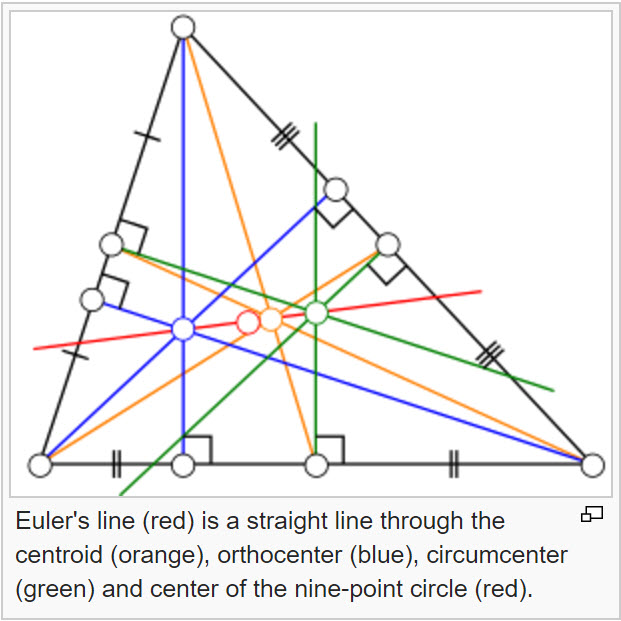 Euler's line (red) is a straight line through the
centroid (orange), orthocenter (blue), circumcenter
(green) and center of the nine-point circle (red).